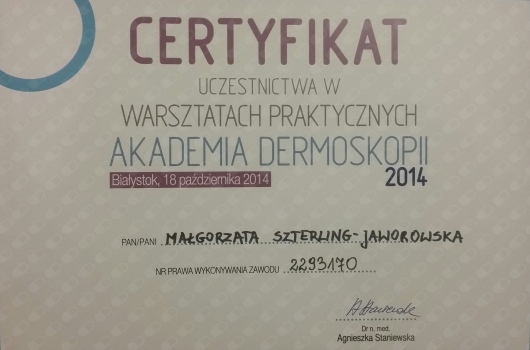 CERTYFIKAT
UCZESTNICTWA W
WARSZTATACH PRAKTYCZNYCH
AKADEMIA DERMOSKOPII
Białystok, 18 października 2014 2014
PAN/PANI MAŁGORZATA SZTERLING-JAWOROWSKA
NR PRAWA WYKONYWANIA ZAWODU 2293170
Dr n. med.
Agnieszka Staniewska